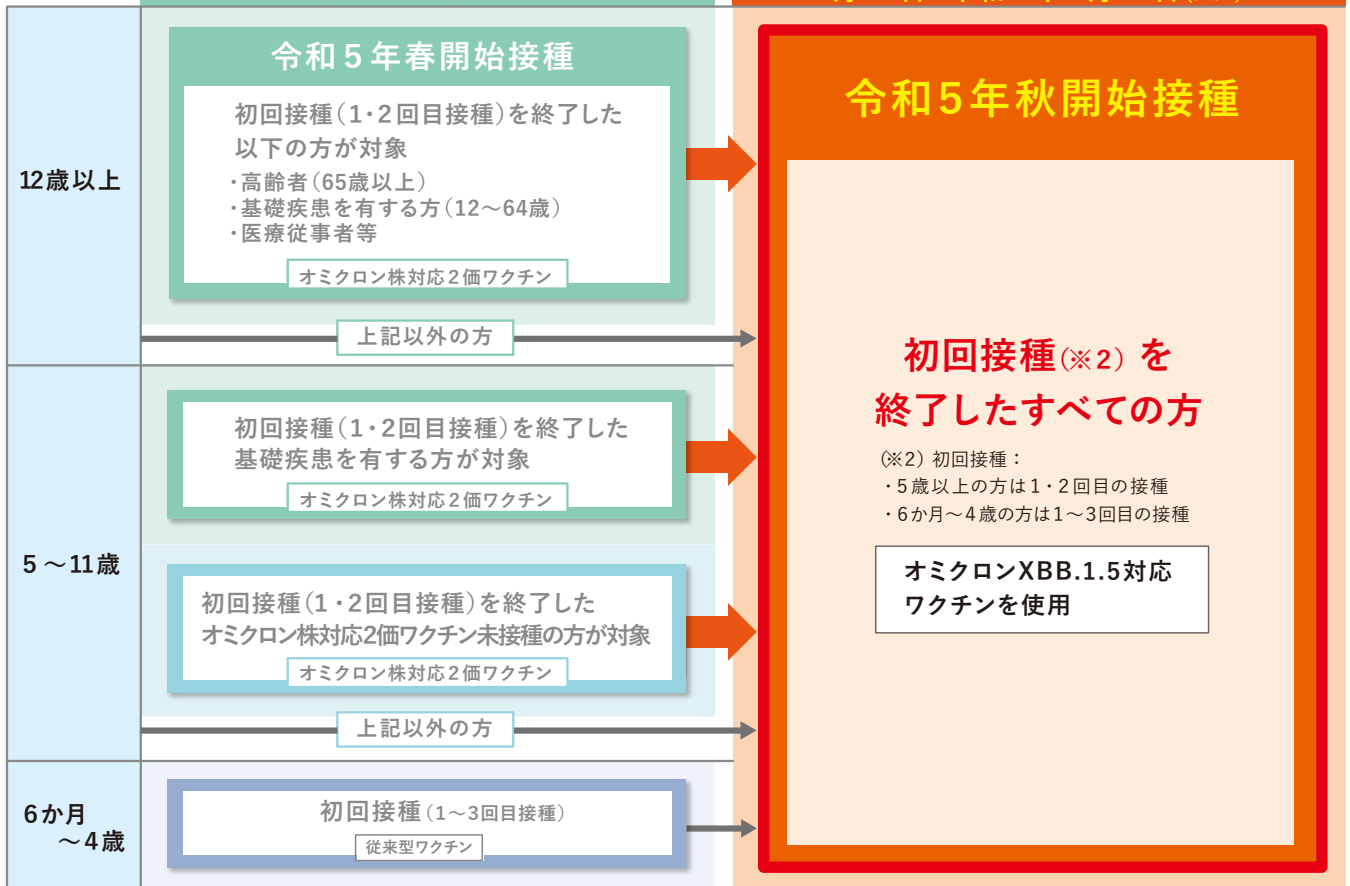 12歳以上
令和5年春開始接種
初回接種（1・2回目接種）を終了した
以下の方が対象
・高齢者（65歳以上）
・基礎疾患を有する方（12～64歳）
・医療従事者等
オミクロン株対応2価ワクチン
上記以外の方
5～11歳
初回接種（1・2回目接種）を終了した
基礎疾患を有する方が対象
オミクロン株対応2価ワクチン
初回接種（1・2回目接種）を終了した
オミクロン株対応2価ワクチン未接種の方が対象
オミクロン株対応2価ワクチン
上記以外の方
6か月
～4歳
初回接種（1～3回目接種）
従来型ワクチン
令和5年秋開始接種
初回接種（※2）を
終了したすべての方
（※2）初回接種：
・5歳以上の方は1・2回目の接種
・6か月～4歳の方は1～3回目の接種
オミクロンXBB.1.5対応
ワクチンを使用